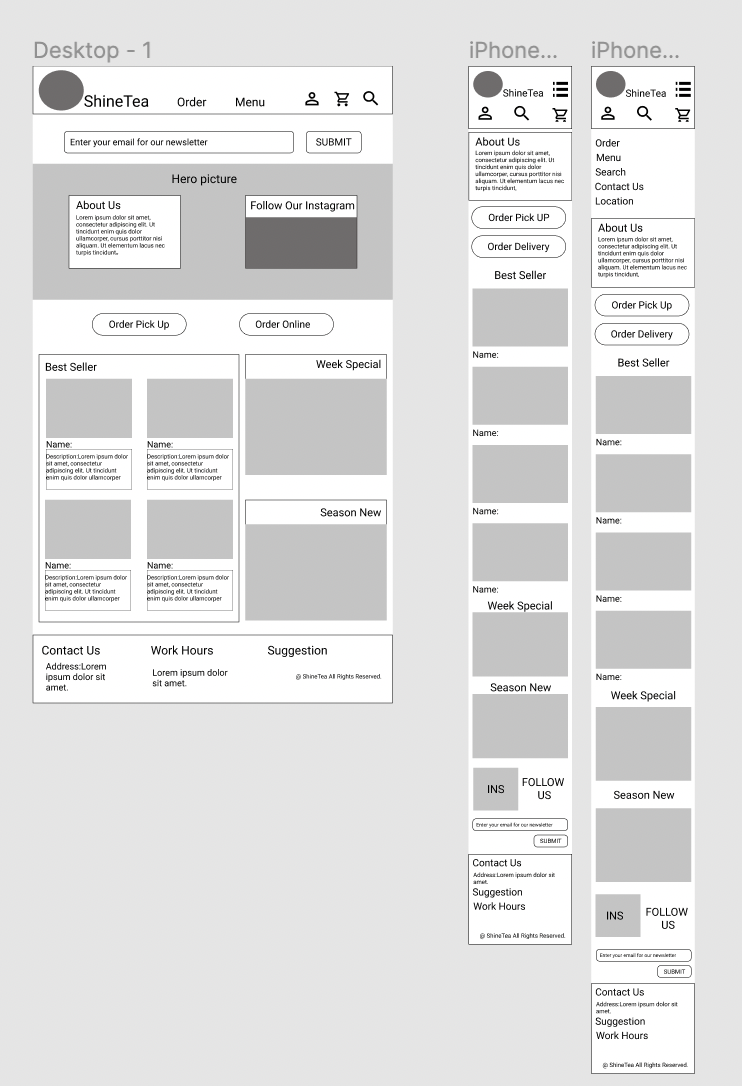 Desktop - 1
ShineTea
Order
Menu
Enter your email for our newsletter
SUBMIT
Hero picture
About Us
Lorem ipsum dolor sit amet,
consectetur adipiscing elit. Ut
tincidunt enim quis dolor
ullamcorper, cursus porttitor nisi
aliquam. Ut elementum lacus nec
turpis tincidunt.
Follow Our Instagram
Order Pick Up
Order Online
Best Seller
Name:
Description:Lorem ipsum dolor
sit amet, consectetur
adipiscing elit. Ut tincidunt
enim quis dolor ullamcorper
Name:
Description:Lorem ipsum dolor
sit amet, consectetur
adipiscing elit. Ut tincidunt
enim quis dolor ullamcorper
Name:
Description:Lorem ipsum dolor
sit amet, consectetur
adipiscing elit. Ut tincidunt
enim quis dolor ullamcorper
Name:
Description:Lorem ipsum dolor
sit amet, consectetur
adipiscing elit. Ut tincidunt
enim quis dolor ullamcorper
Week Special
Season New
Contact Us
Address:Lorem
ipsum dolor sit
amet.
Work Hours
Lorem ipsum dolor
sit amet.
Suggestion
@ ShineTea All Rights Reserved.
iPhone...
ShineTea
About Us
Lorem ipsum dolor sit amet,
consectetur adipiscing elit. Ut
tincidunt enim quis dolor
ullamcorper, cursus porttitor nisi
aliquam. Ut elementum lacus nec
turpis tincidunt.
Order Pick UP
Order Delivery
Best Seller
Name:
Name:
Name:
Name:
Week Special
Season New
INS
FOLLOW
US
Enter your email for our newsletter
SUBMIT
Contact Us
Address:Lorem ipsum dolor sit
amet.
Suggestion
Work Hours
@ ShineTea All Rights Reserved.
iPhone...
ShineTea
Order
Menu
Search
Contact Us
Location
About Us
Lorem ipsum dolor sit amet,
consectetur adipiscing elit. Ut
tincidunt enim quis dolor
ullamcorper, cursus porttitor nisi
aliquam. Ut elementum lacus nec
turpis tincidunt.
Order Pick Up
Order Delivery
Best Seller
Name:
Name:
Name:
Name:
Week Special
Season New
INS
FOLLOW
US
Enter your email for our newsletter
SUBMIT
Contact Us
Address:Lorem ipsum dolor sit
amet.
Suggestion
Work Hours
@ ShineTea All Rights Reserved.